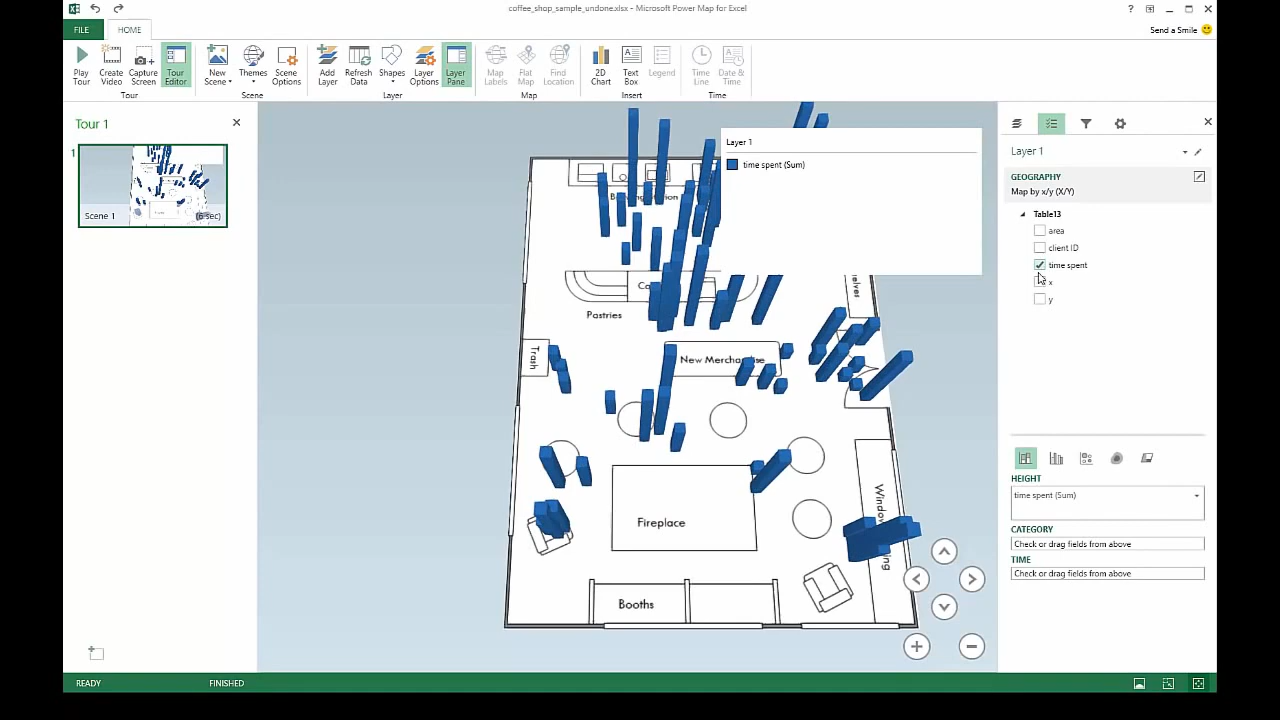 coffee_shop_sample_undone.xlsx - Microsoft Power Map for Excel
FILE
HOME
Send a Smile
Play Tour
Create Video
Capture Screen
Tour Editor
Tour
New Scene
Themes
Scene Options
Scene
Add Layer
Refresh Data
Shapes
Layer Options
Layer Pane
Layer
Map Labels
Flat Map
Find Location
Map
2D Chart
Text Box
Legend
Insert
Time Line
Date & Time
Time
Tour 1
1
Scene 1
(6 sec)
Layer 1
time spent (Sum)
Pastries
Trash
New Merchandise
Fireplace
Booths
Layer 1
GEOGRAPHY
Map by x/y (X/Y)
Table13
area
client ID
time spent
x
y
HEIGHT
time spent (Sum)
CATEGORY
Check or drag fields from above
TIME
Check or drag fields from above
READY
FINISHED